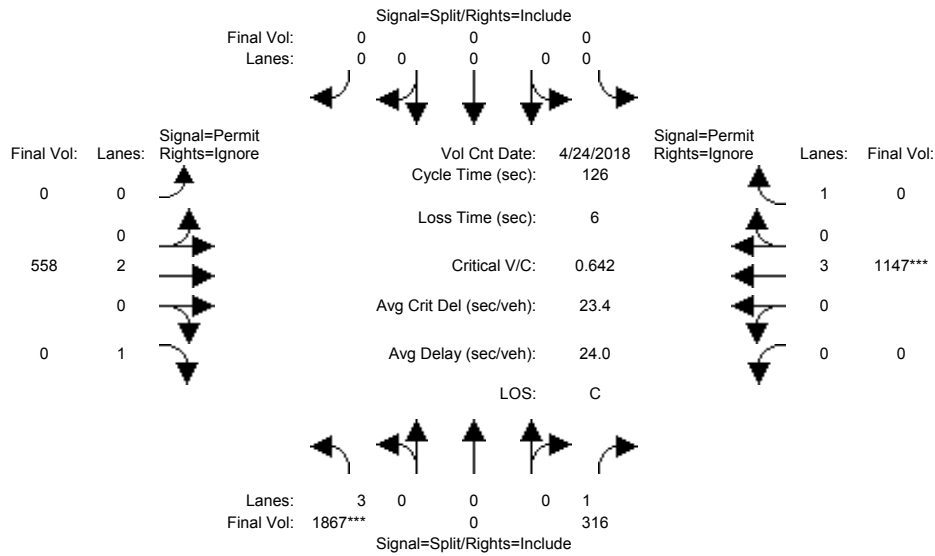 Signal=Split/Rights=Include
Final Vol: 0 0 0
Lanes: 0 0 0 0 0
Signal=Permit
Final Vol: Lanes: Rights=Ignore
Vol Cnt Date: 4/24/2018
Signal=Permit
Rights=Ignore Lanes: Final Vol:
Cycle Time (sec): 126
0 0
1 0
Loss Time (sec): 6
0
0
558 2
Critical V/C: 0.642
3 1147***
0
Avg Crit Del (sec/veh): 23.4
0
0 1
Avg Delay (sec/veh): 24.0
0 0
LOS: C
Lanes: 3 0 0 0 1
Final Vol: 1867*** 0 316
Signal=Split/Rights=Include